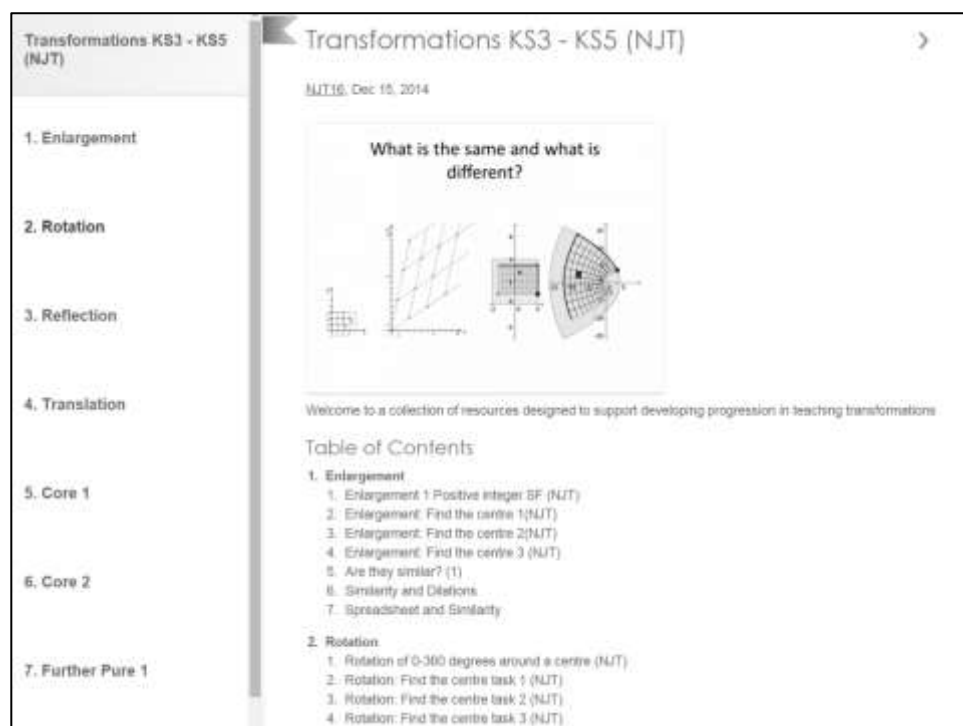 Transformations KS3 - KS5
(NJT)
1. Enlargement
2. Rotation
3. Reflection
4. Translation
5. Core 1
6. Core 2
7. Further Pure 1
Transformations KS3 - KS5 (NJT)
NJT16, Dec 15, 2014
What is the same and what is
different?
Welcome to a collection of resources designed to support developing progression in teaching transformations
Table of Contents
1. Enlargement
1. Enlargement 1 Positive integer SF (NJT)
2. Enlargement: Find the centre 1(NJT)
3. Enlargement: Find the centre 2(NJT)
4. Enlargement: Find the centre 3 (NJT)
5. Are they similar? (1)
6. Similarity and Dilations
7. Spreadsheet and Similarity
2. Rotation
1. Rotation of 0-360 degrees around a centre (NJT)
2. Rotation: Find the centre task 1 (NJT)
3. Rotation: Find the centre task 2 (NJT)
4. Rotation: Find the centre task 3 (NJT)